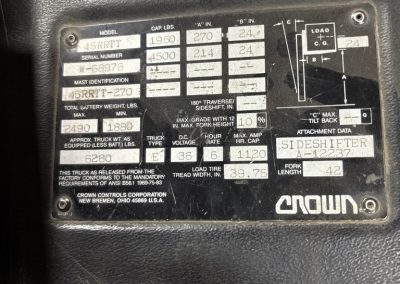 MODEL CAP. LBS. "A" IN. "B" IN.
45RRTT 1950 270 24
SERIAL NUMBER 4500 214 24
MAST IDENTIFICATION
45RRTT-270
TOTAL BATTERY WEIGHT, LBS.
MAX. MIN.
2490 1880
180° TRAVERSE/
SIDESHIFT, IN.
MAX. GRADE WITH 12
IN. MAX. FORK HEIGHT 10 %
APPROX. TRUCK WT. AS
EQUIPPED (LESS BATT) LBS.
6280
TRUCK TYPE D.C. VOLTAGE HOUR RATE MAX. AMP HR. CAP.
E 36 6 1120
LOAD TIRE
TREAD WIDTH, IN. 39.75
THIS TRUCK AS RELEASED FROM THE
FACTORY CONFORMS TO THE MANDATORY
REQUIREMENTS OF ANSI B56.1 1969-75-83
CROWN CONTROLS CORPORATION
NEW BREMEN, OHIO 45869 U.S.A.
C LOAD
C. G. 24
B
A
"C" MAX.
TILT BACK
ATTACHMENT DATA
SIDESHIFTER
FORK
LENGTH 42
CROWN